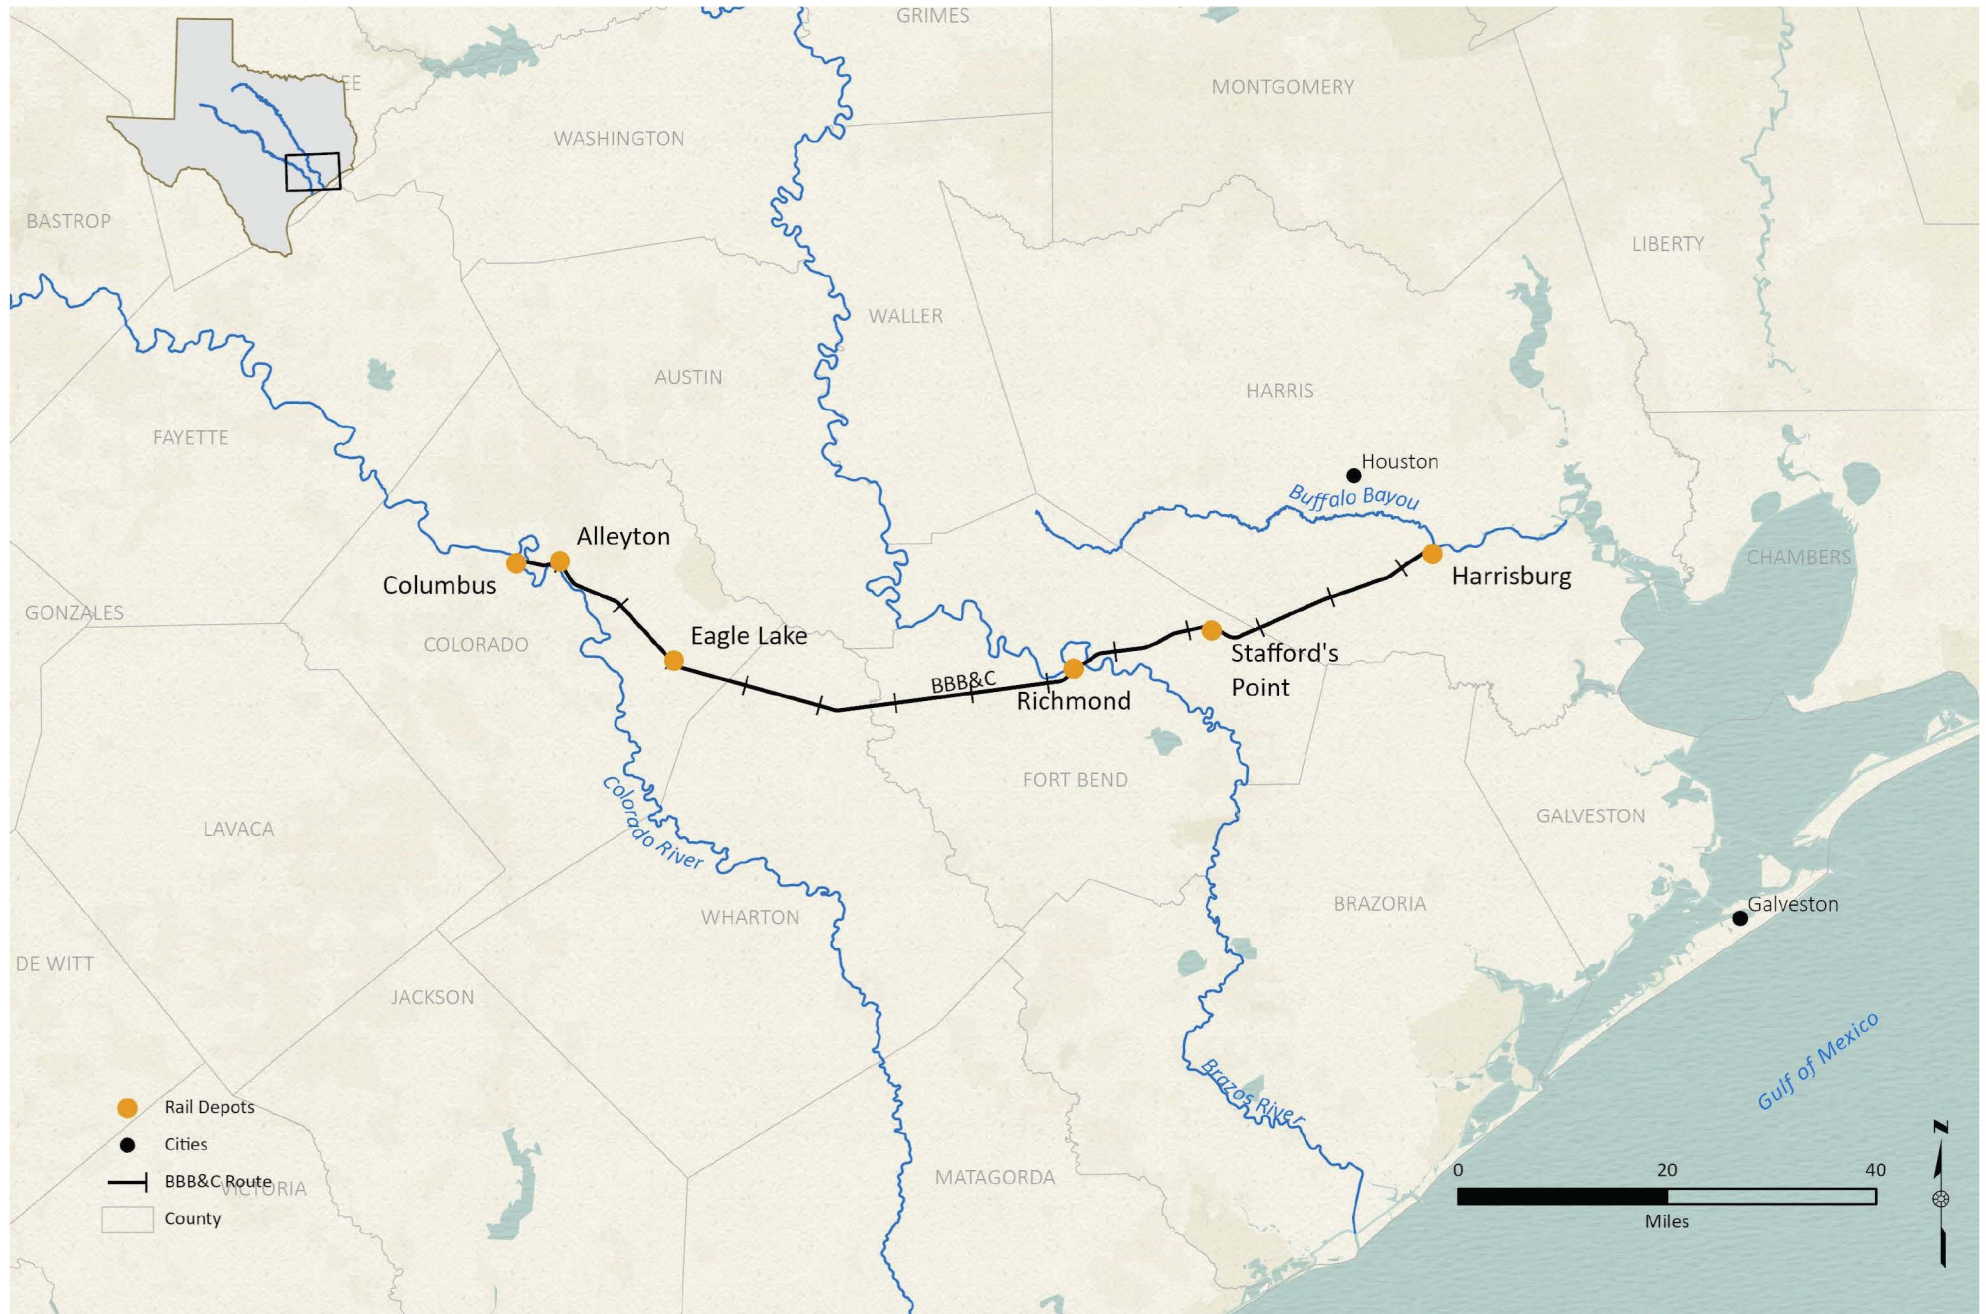 GRIMES
MONTGOMERY
EE
WASHINGTON
BASTROP
LIBERTY
WALLER
AUSTIN
HARRIS
FAYETTE
Houston
Buffalo Bayou
Alleyton
CHAMBERS
Columbus
Harrisburg
GONZALES
COLORADO
Eagle Lake
Stafford's
Point
BBB&C
Richmond
FORT BEND
Colorado River
LAVACA
GALVESTON
WHARTON
BRAZORIA
Galveston
DE WITT
JACKSON
Gulf of Mexico
Brazos River
MATAGORDA
VICTORIA
Rail Depots
Cities
BBB&C Route
County
N
0 20 40
Miles